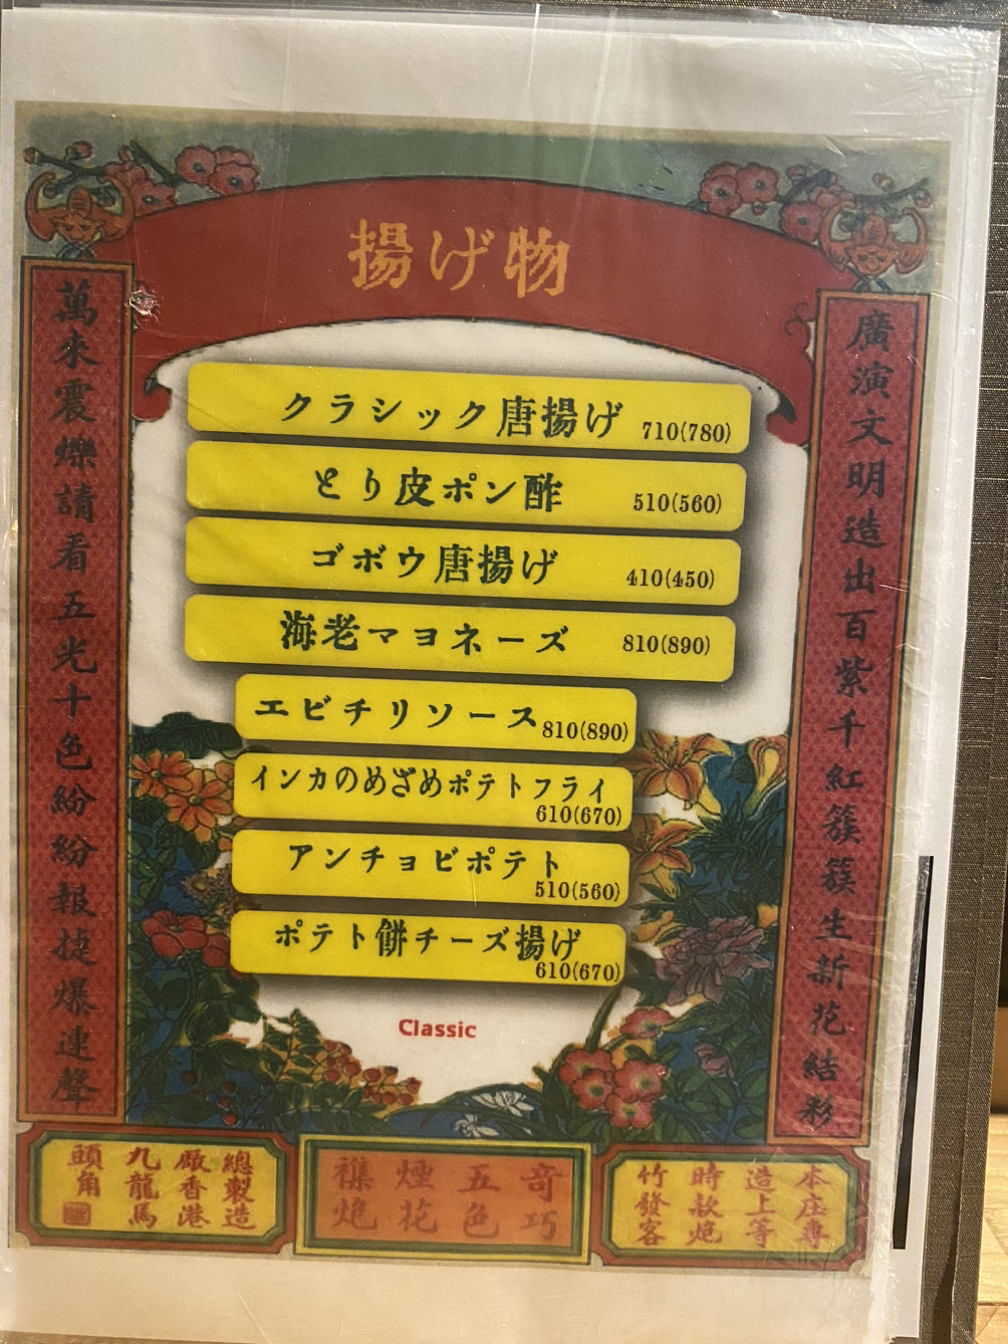 揚げ物
クラシック唐揚げ 710(780)
とり皮ポン酢 510(560)
ゴボウ唐揚げ 410(450)
海老マヨネーズ 810(890)
エビチリソース 810(890)
インカのめざめポテトフライ 610(670)
アンチョビポテト 510(560)
ポテト餅チーズ揚げ 610(670)
Classic
廣演文明造出百紫千紅簇簇生新花結彩
萬來震爍請看五光十色紛紛報捷爆連聲
本庄專
造上等
時款炮
竹發客
奇巧
五色
煙花
炮
總製造
廠香港
九龍馬
頭角